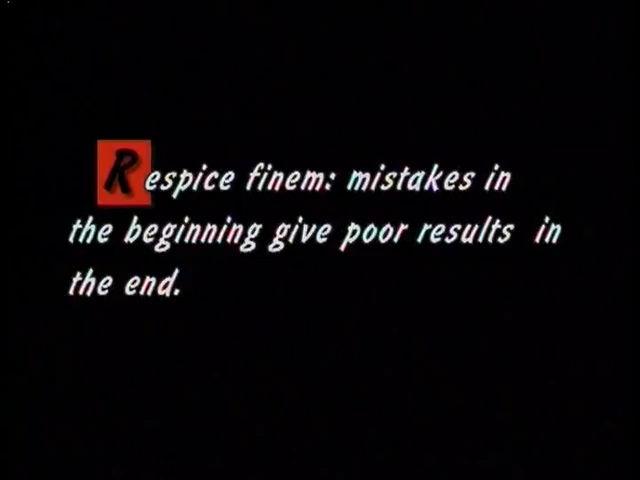 Respice finem: mistakes in
the beginning give poor results in
the end.